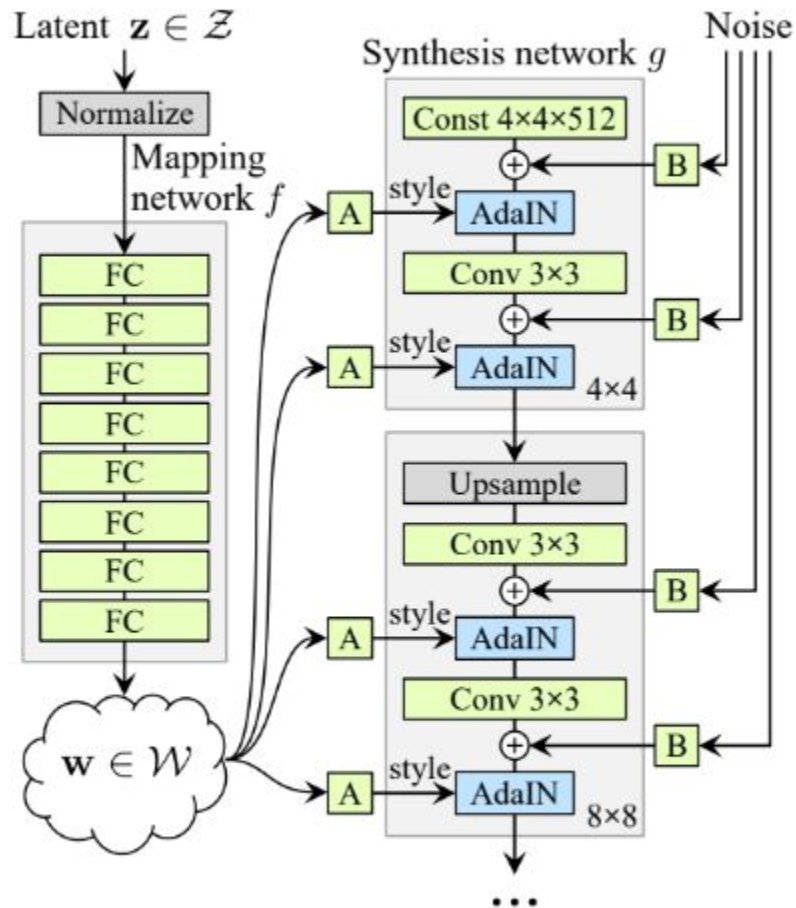 Latent z ∈ 𝒵
Noise
Synthesis network g
Normalize
Const 4×4×512
Mapping
network f
B
A
style
AdaIN
FC
Conv 3×3
FC
B
FC
A
style
AdaIN
4×4
FC
FC
Upsample
FC
Conv 3×3
FC
B
FC
A
style
AdaIN
Conv 3×3
w ∈ 𝒲
B
A
style
AdaIN
8×8
...